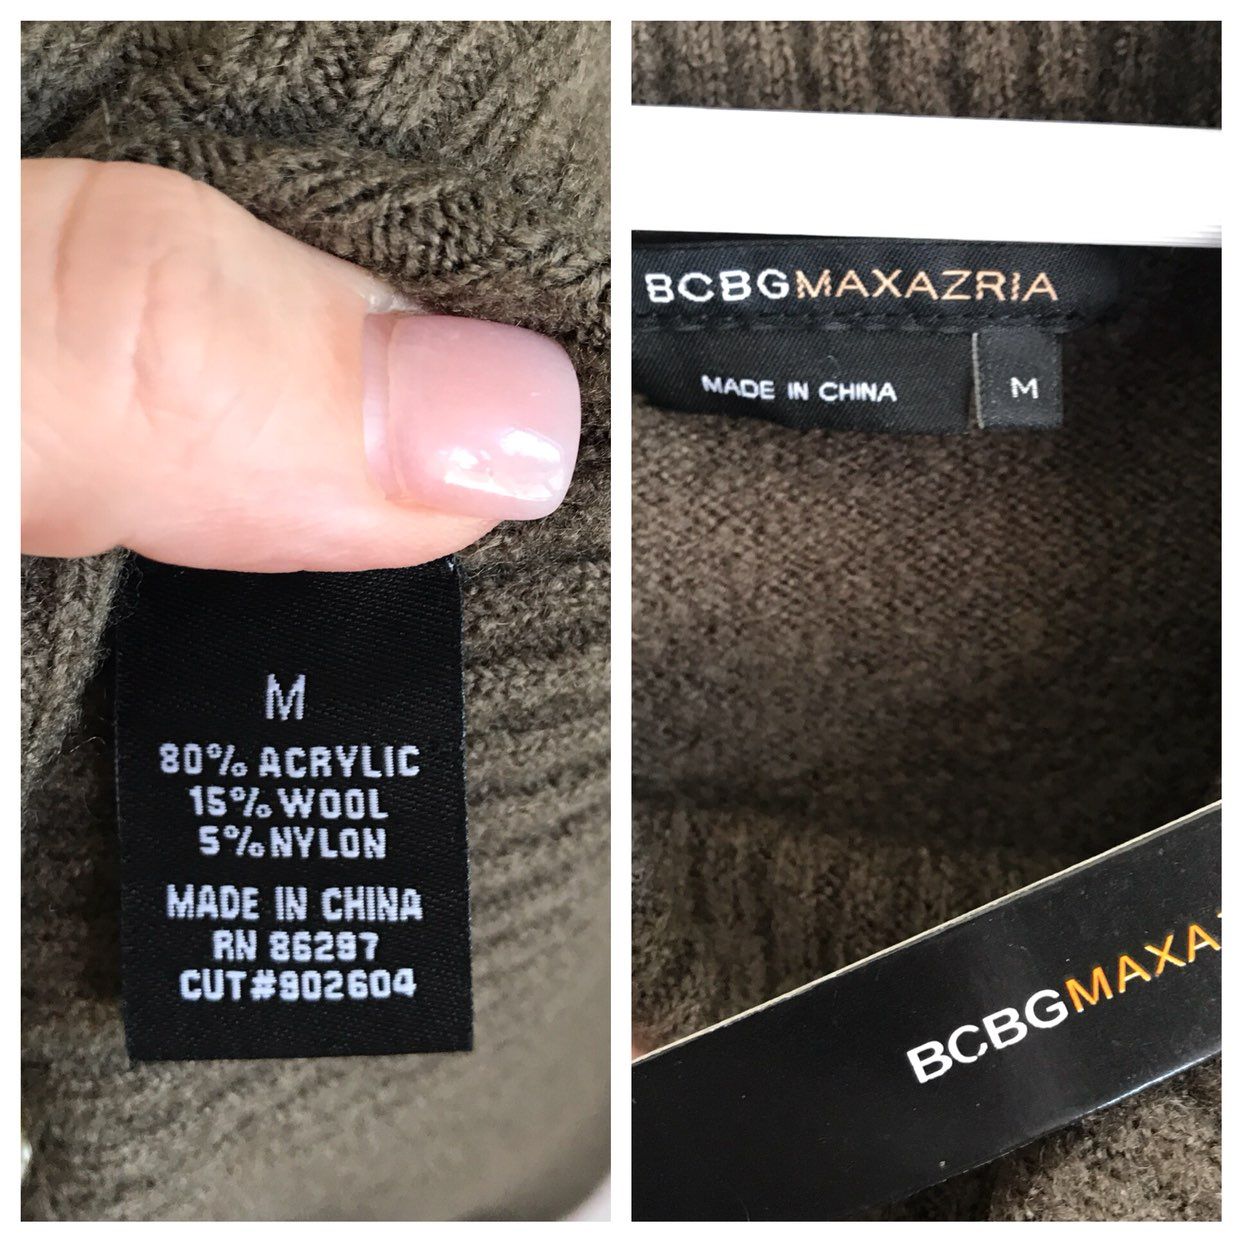 M
80% ACRYLIC
15% WOOL
5% NYLON
MADE IN CHINA
RN 86297
CUT#902604
BCBGMAXAZRIA
MADE IN CHINA
M
BCBGMAXA